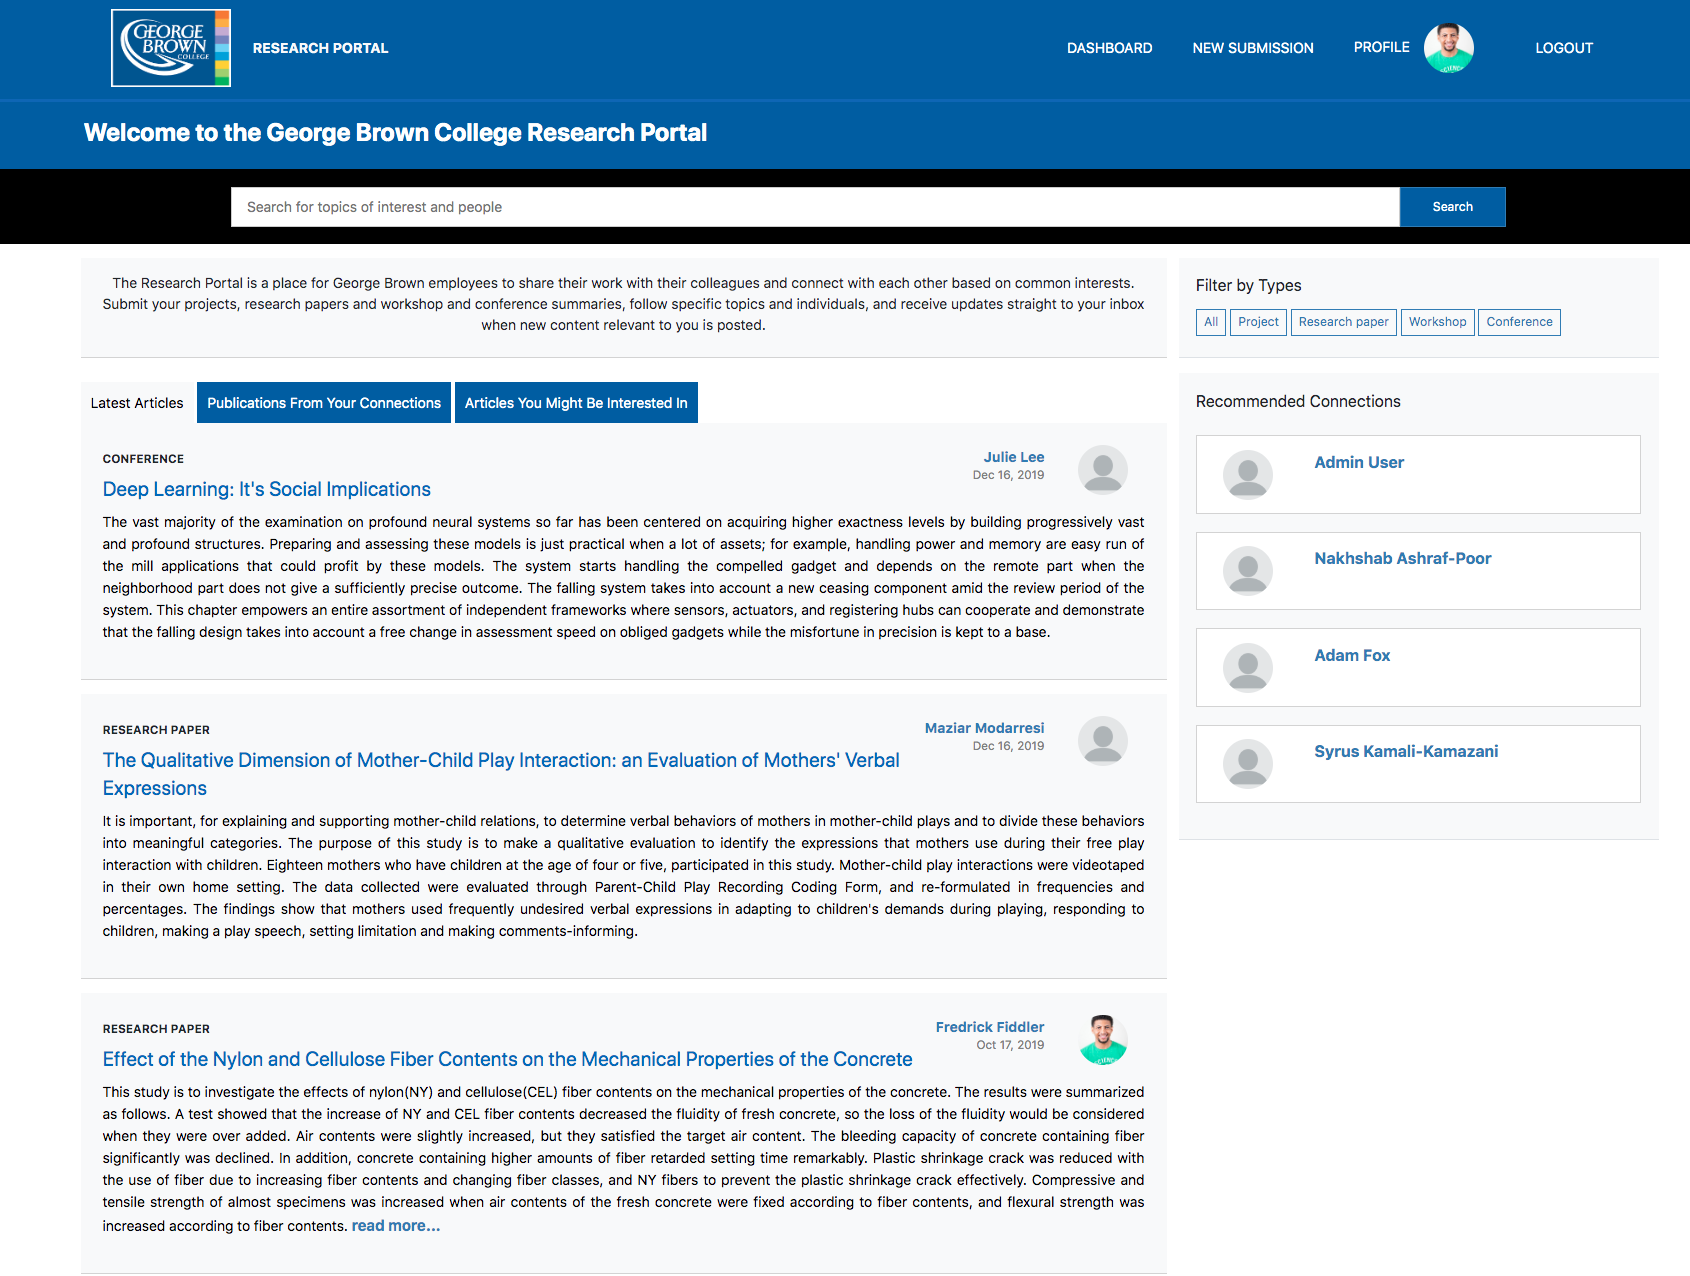 GEORGE
BROWN
COLLEGE
RESEARCH PORTAL
DASHBOARD
NEW SUBMISSION
PROFILE
LOGOUT
Welcome to the George Brown College Research Portal
Search for topics of interest and people
Search
The Research Portal is a place for George Brown employees to share their work with their colleagues and connect with each other based on common interests.
Submit your projects, research papers and workshop and conference summaries, follow specific topics and individuals, and receive updates straight to your inbox
when new content relevant to you is posted.
Filter by Types
All
Project
Research paper
Workshop
Conference
Latest Articles
Publications From Your Connections
Articles You Might Be Interested In
CONFERENCE
Julie Lee
Dec 16, 2019
Deep Learning: It's Social Implications
The vast majority of the examination on profound neural systems so far has been centered on acquiring higher exactness levels by building progressively vast
and profound structures. Preparing and assessing these models is just practical when a lot of assets; for example, handling power and memory are easy run of
the mill applications that could profit by these models. The system starts handling the compelled gadget and depends on the remote part when the
neighborhood part does not give a sufficiently precise outcome. The falling system takes into account a new ceasing component amid the review period of the
system. This chapter empowers an entire assortment of independent frameworks where sensors, actuators, and registering hubs can cooperate and demonstrate
that the falling design takes into account a free change in assessment speed on obliged gadgets while the misfortune in precision is kept to a base.
RESEARCH PAPER
Maziar Modarresi
Dec 16, 2019
The Qualitative Dimension of Mother-Child Play Interaction: an Evaluation of Mothers' Verbal
Expressions
It is important, for explaining and supporting mother-child relations, to determine verbal behaviors of mothers in mother-child plays and to divide these behaviors
into meaningful categories. The purpose of this study is to make a qualitative evaluation to identify the expressions that mothers use during their free play
interaction with children. Eighteen mothers who have children at the age of four or five, participated in this study. Mother-child play interactions were videotaped
in their own home setting. The data collected were evaluated through Parent-Child Play Recording Coding Form, and re-formulated in frequencies and
percentages. The findings show that mothers used frequently undesired verbal expressions in adapting to children's demands during playing, responding to
children, making a play speech, setting limitation and making comments-informing.
RESEARCH PAPER
Fredrick Fiddler
Oct 17, 2019
Effect of the Nylon and Cellulose Fiber Contents on the Mechanical Properties of the Concrete
This study is to investigate the effects of nylon(NY) and cellulose(CEL) fiber contents on the mechanical properties of the concrete. The results were summarized
as follows. A test showed that the increase of NY and CEL fiber contents decreased the fluidity of fresh concrete, so the loss of the fluidity would be considered
when they were over added. Air contents were slightly increased, but they satisfied the target air content. The bleeding capacity of concrete containing fiber
significantly was declined. In addition, concrete containing higher amounts of fiber retarded setting time remarkably. Plastic shrinkage crack was reduced with
the use of fiber due to increasing fiber contents and changing fiber classes, and NY fibers to prevent the plastic shrinkage crack effectively. Compressive and
tensile strength of almost specimens was increased when air contents of the fresh concrete were fixed according to fiber contents, and flexural strength was
increased according to fiber contents. read more...
Recommended Connections
Admin User
Nakhshab Ashraf-Poor
Adam Fox
Syrus Kamali-Kamazani